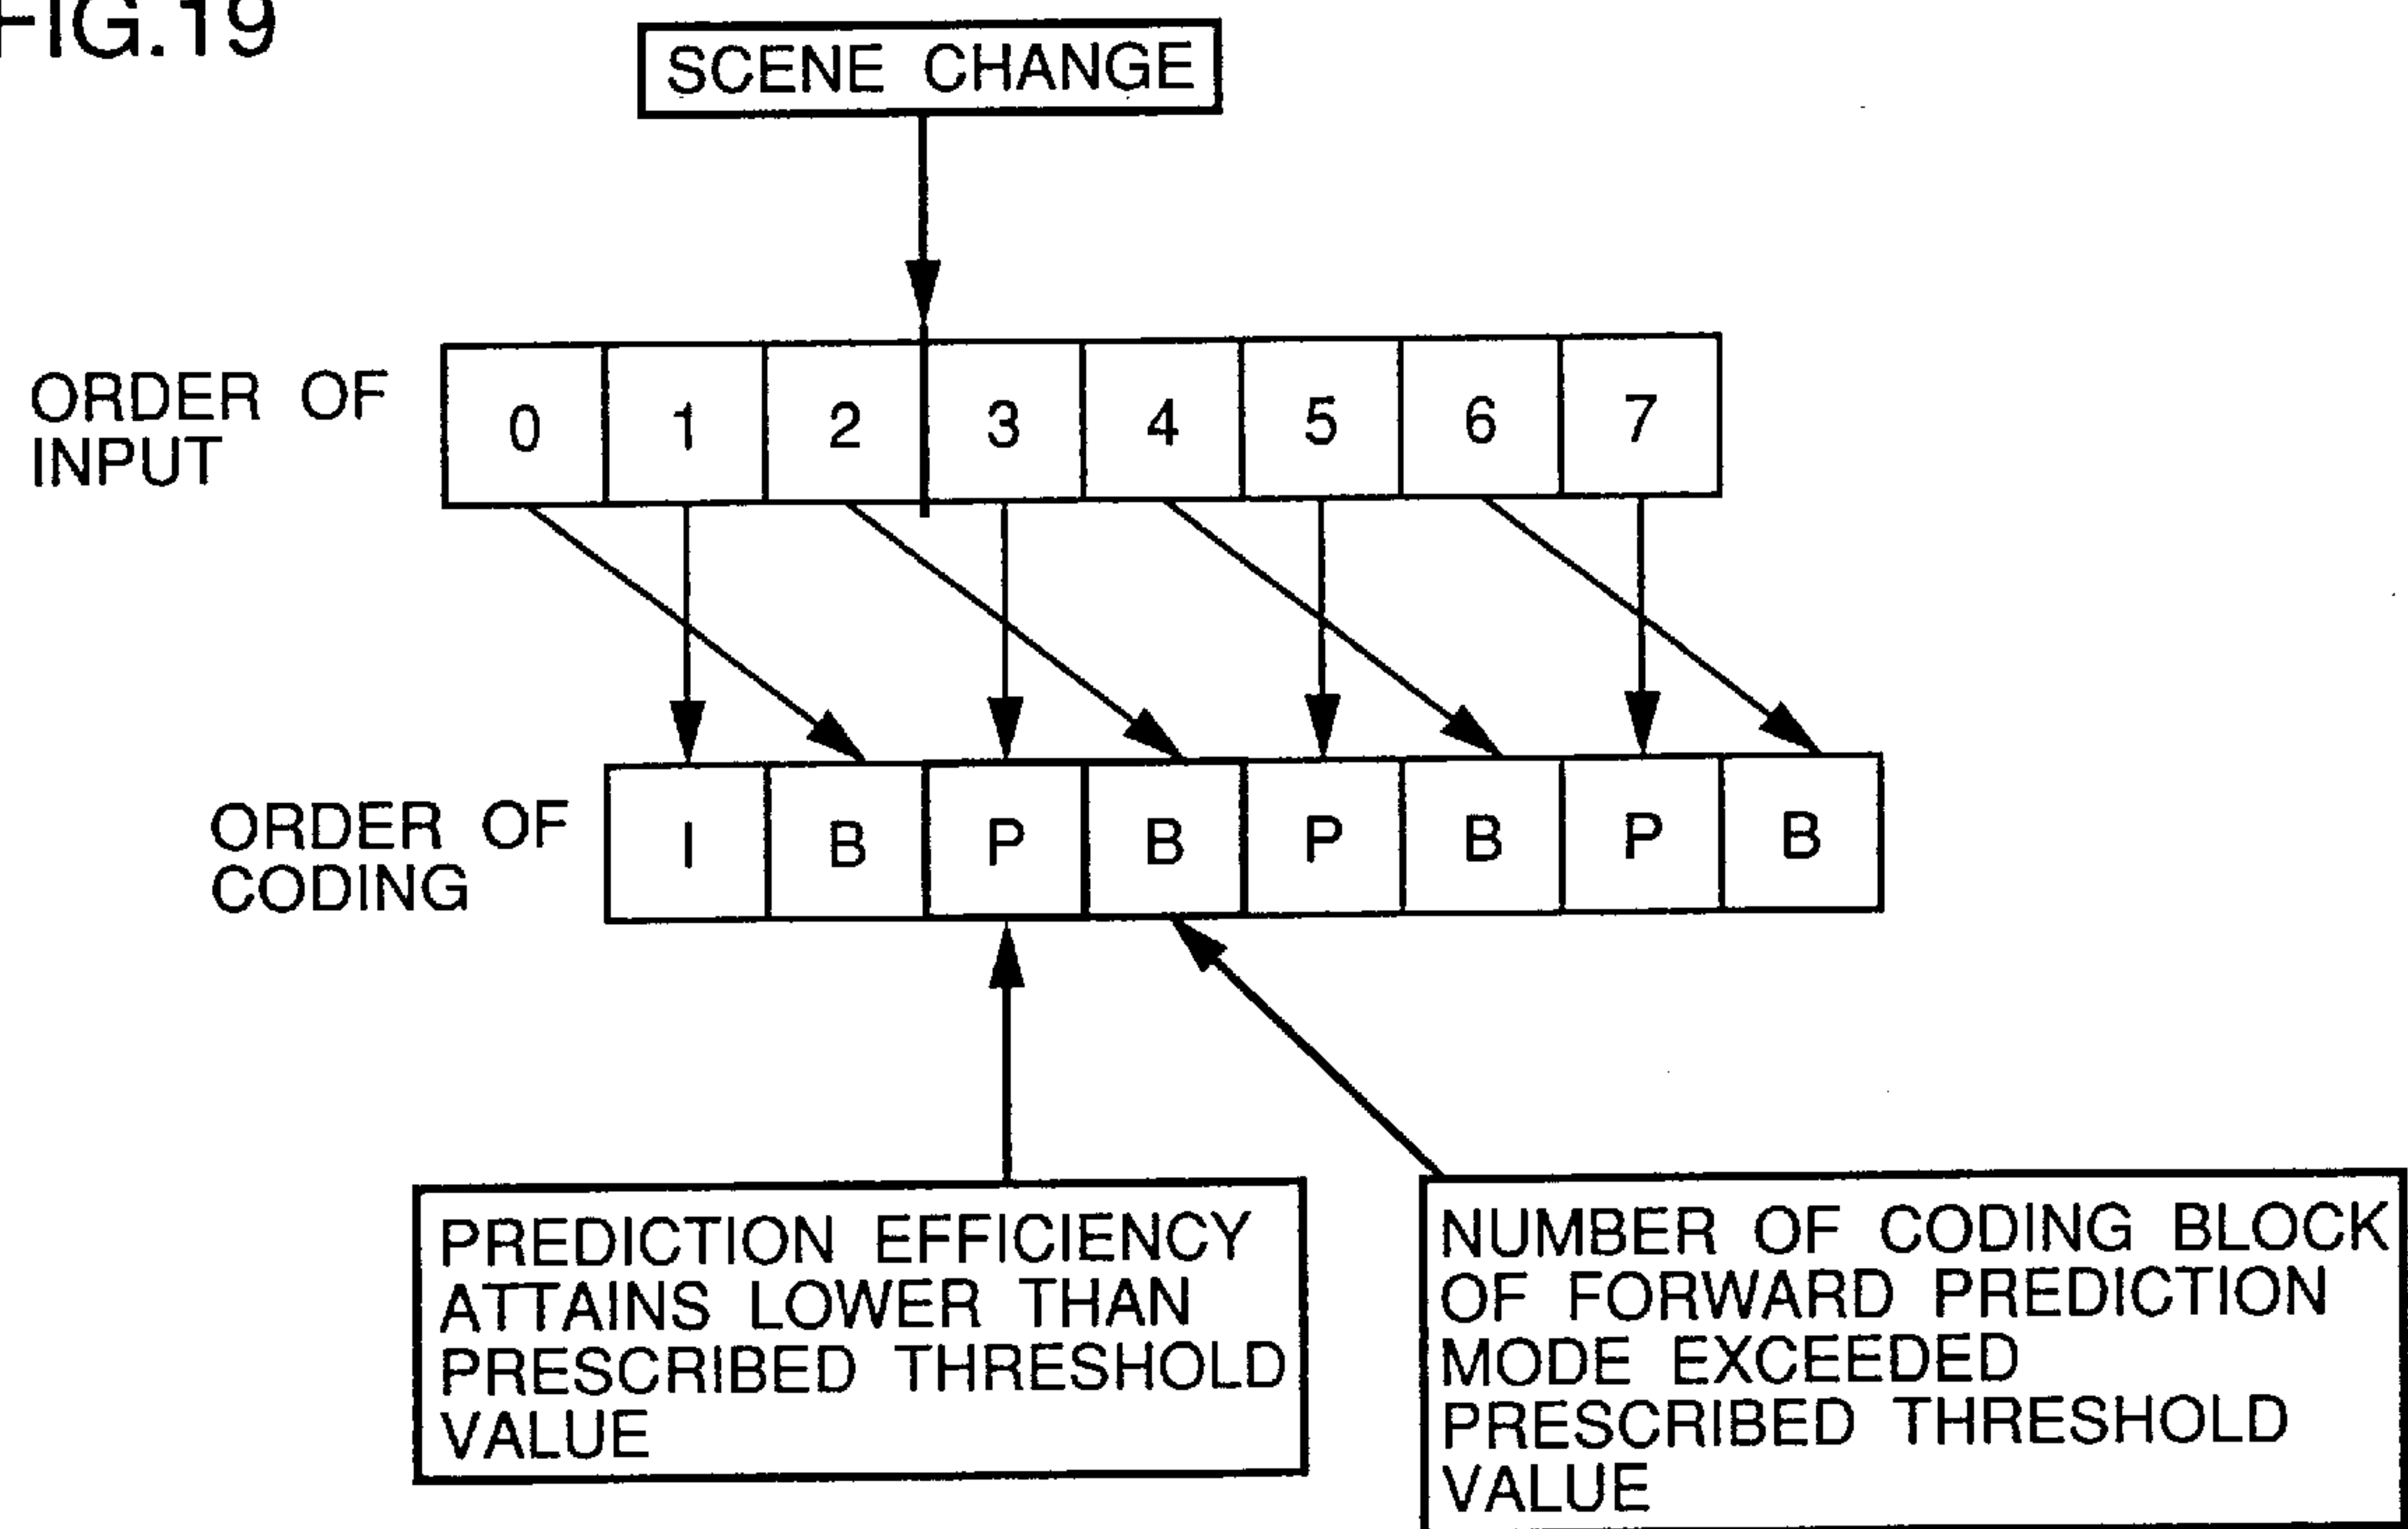 FIG.19
SCENE CHANGE
ORDER OF
INPUT
0 1 2 3 4 5 6 7
ORDER OF
CODING
I B P B P B P B
PREDICTION EFFICIENCY
ATTAINS LOWER THAN
PRESCRIBED THRESHOLD
VALUE
NUMBER OF CODING BLOCK
OF FORWARD PREDICTION
MODE EXCEEDED
PRESCRIBED THRESHOLD
VALUE